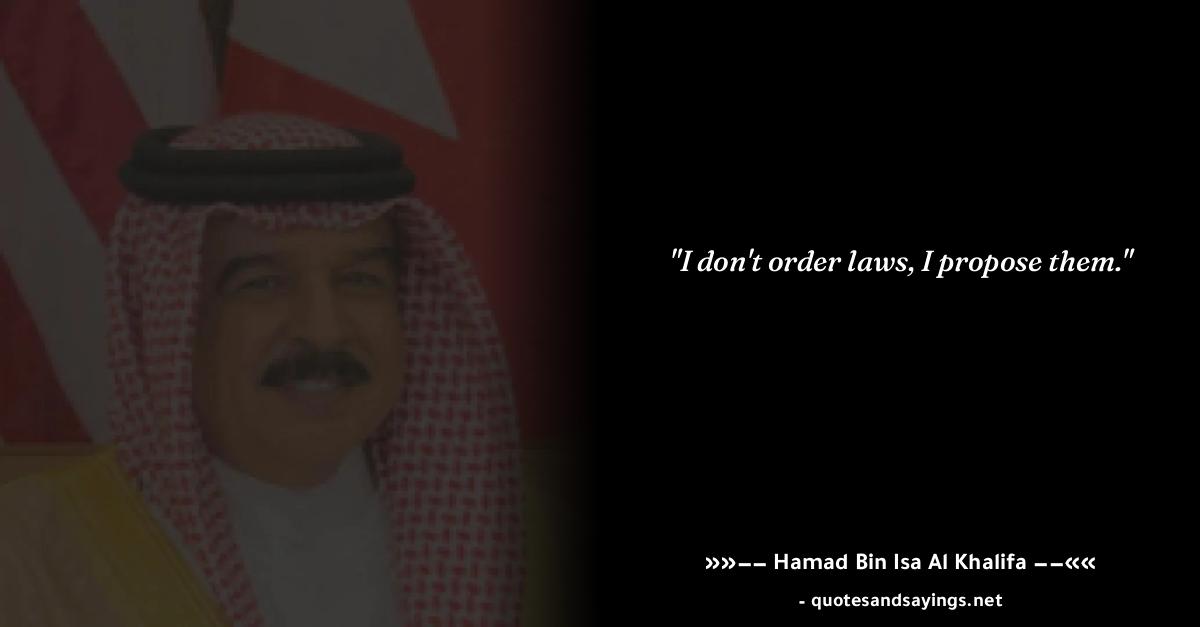 "I don't order laws, I propose them."
»»−− Hamad Bin Isa Al Khalifa −−««
- quotesandsayings.net